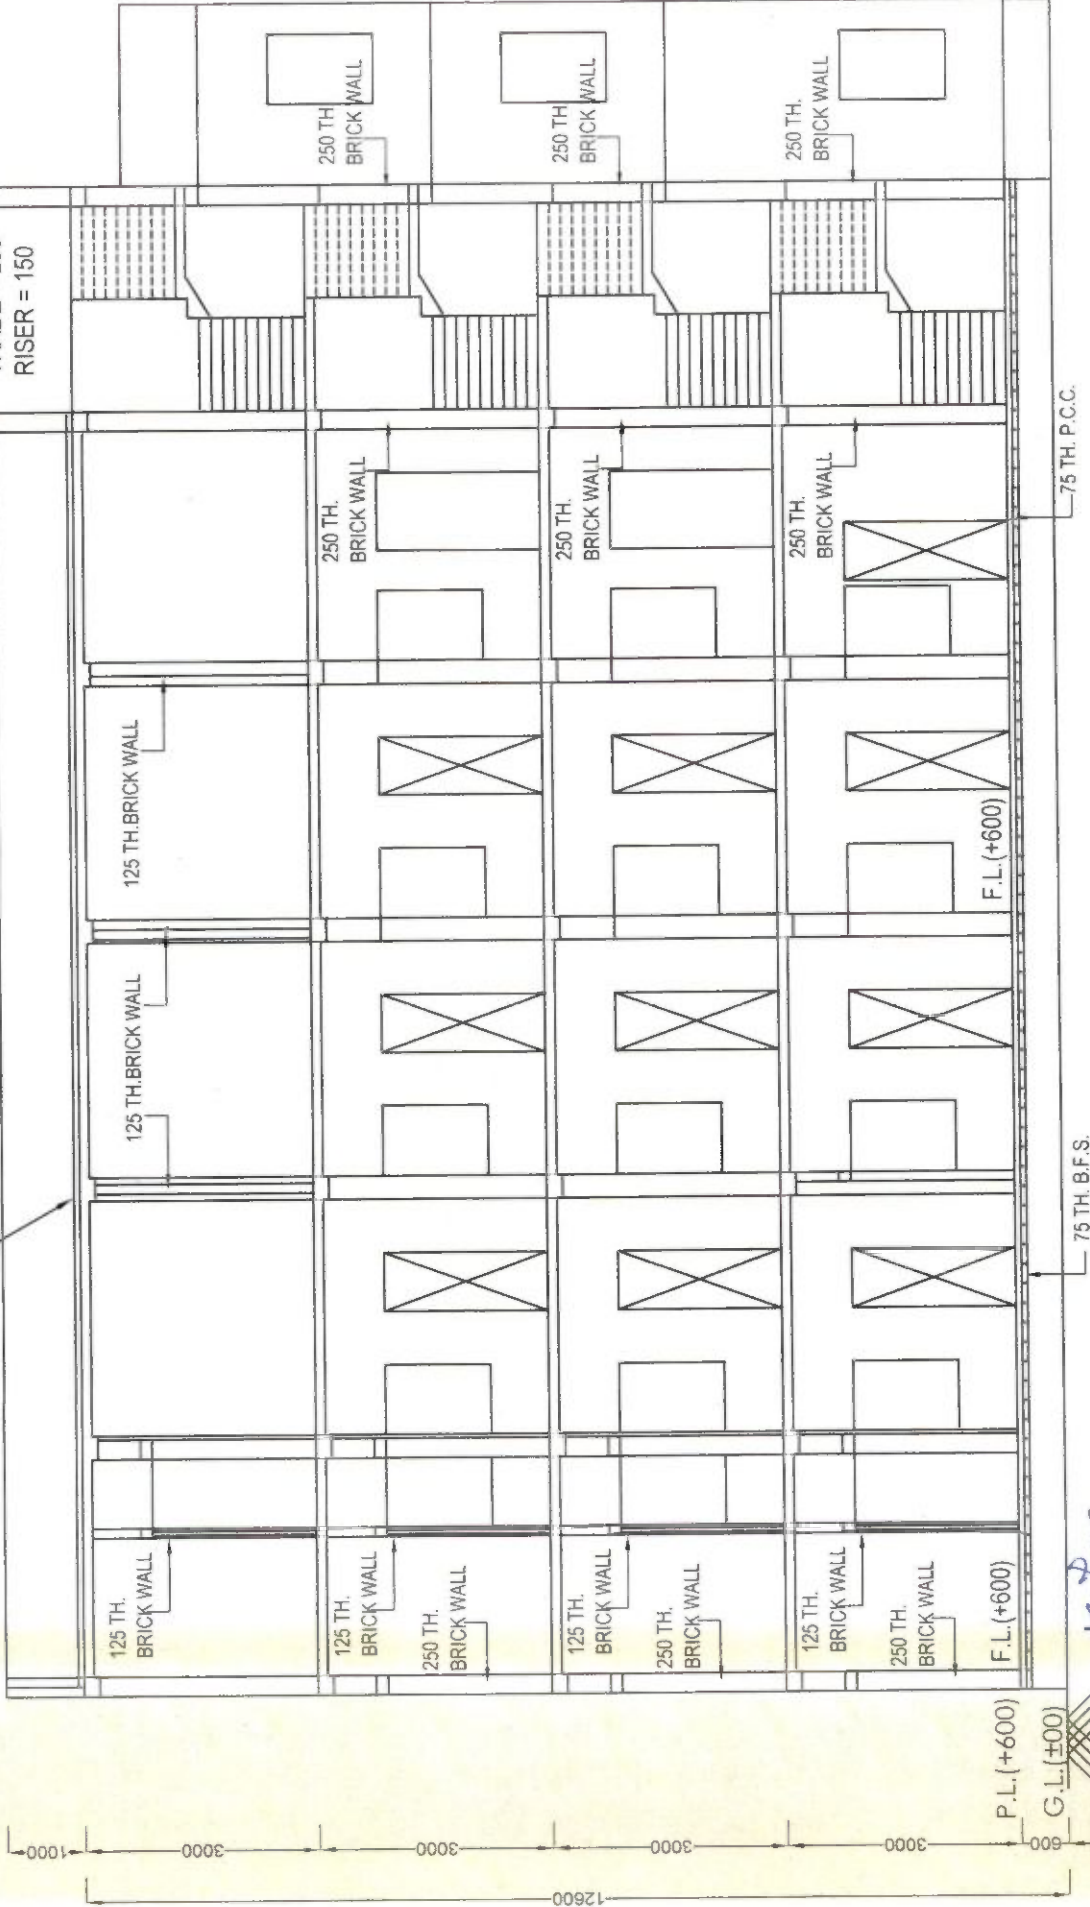 RISER = 150
250 TH.
BRICK WALL
250 TH.
BRICK WALL
250 TH.
BRICK WALL
250 TH.
BRICK WALL
250 TH.
BRICK WALL
250 TH.
BRICK WALL
125 TH.BRICK WALL
125 TH.BRICK WALL
F.L.(+600)
75 TH. P.C.C.
75 TH. B.F.S.
125 TH.
BRICK WALL
125 TH.
BRICK WALL
250 TH.
BRICK WALL
125 TH.
BRICK WALL
250 TH.
BRICK WALL
125 TH.
BRICK WALL
250 TH.
BRICK WALL
F.L.(+600)
P.L.(+600)
G.L.(±00)
1000
3000
3000
3000
3000
600
12600